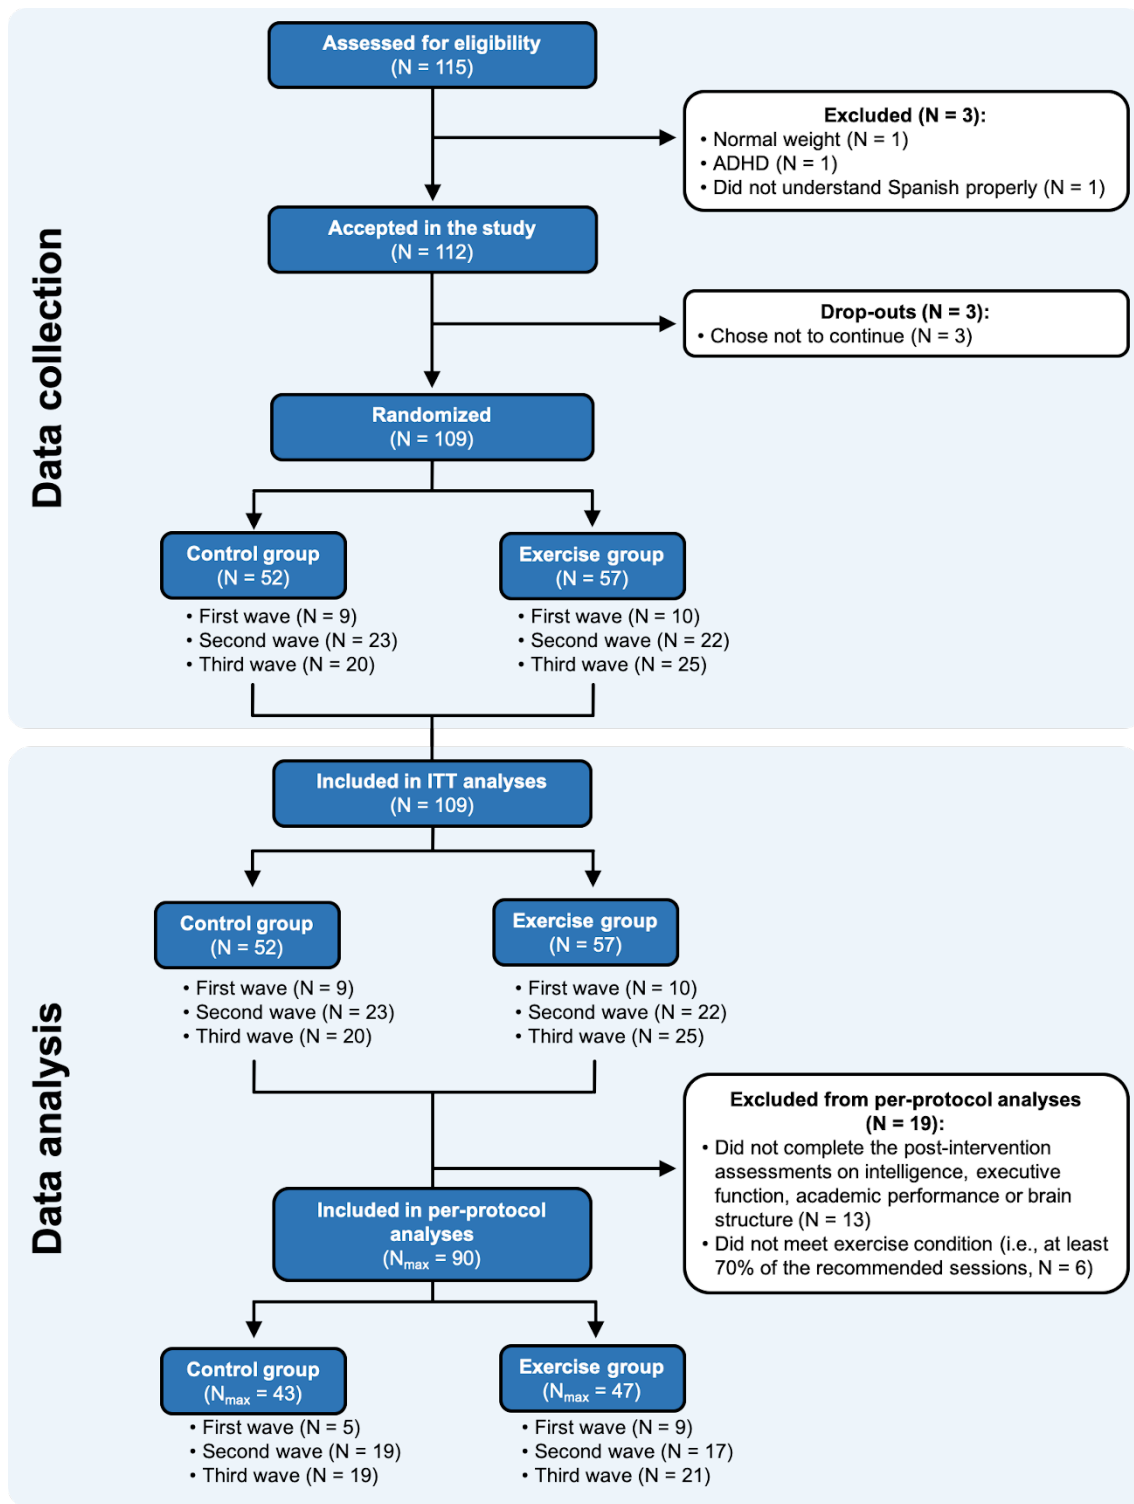 Data collection
Assessed for eligibility
(N = 115)
Excluded (N = 3):
• Normal weight (N = 1)
• ADHD (N = 1)
• Did not understand Spanish properly (N = 1)
Accepted in the study
(N = 112)
Drop-outs (N = 3):
• Chose not to continue (N = 3)
Randomized
(N = 109)
Control group
(N = 52)
• First wave (N = 9)
• Second wave (N = 23)
• Third wave (N = 20)
Exercise group
(N = 57)
• First wave (N = 10)
• Second wave (N = 22)
• Third wave (N = 25)
Data analysis
Included in ITT analyses
(N = 109)
Control group
(N = 52)
• First wave (N = 9)
• Second wave (N = 23)
• Third wave (N = 20)
Exercise group
(N = 57)
• First wave (N = 10)
• Second wave (N = 22)
• Third wave (N = 25)
Excluded from per-protocol analyses
(N = 19):
• Did not complete the post-intervention
assessments on intelligence, executive
function, academic performance or brain
structure (N = 13)
• Did not meet exercise condition (i.e., at least
70% of the recommended sessions, N = 6)
Included in per-protocol
analyses
(Nmax = 90)
Control group
(Nmax = 43)
• First wave (N = 5)
• Second wave (N = 19)
• Third wave (N = 19)
Exercise group
(Nmax = 47)
• First wave (N = 9)
• Second wave (N = 17)
• Third wave (N = 21)